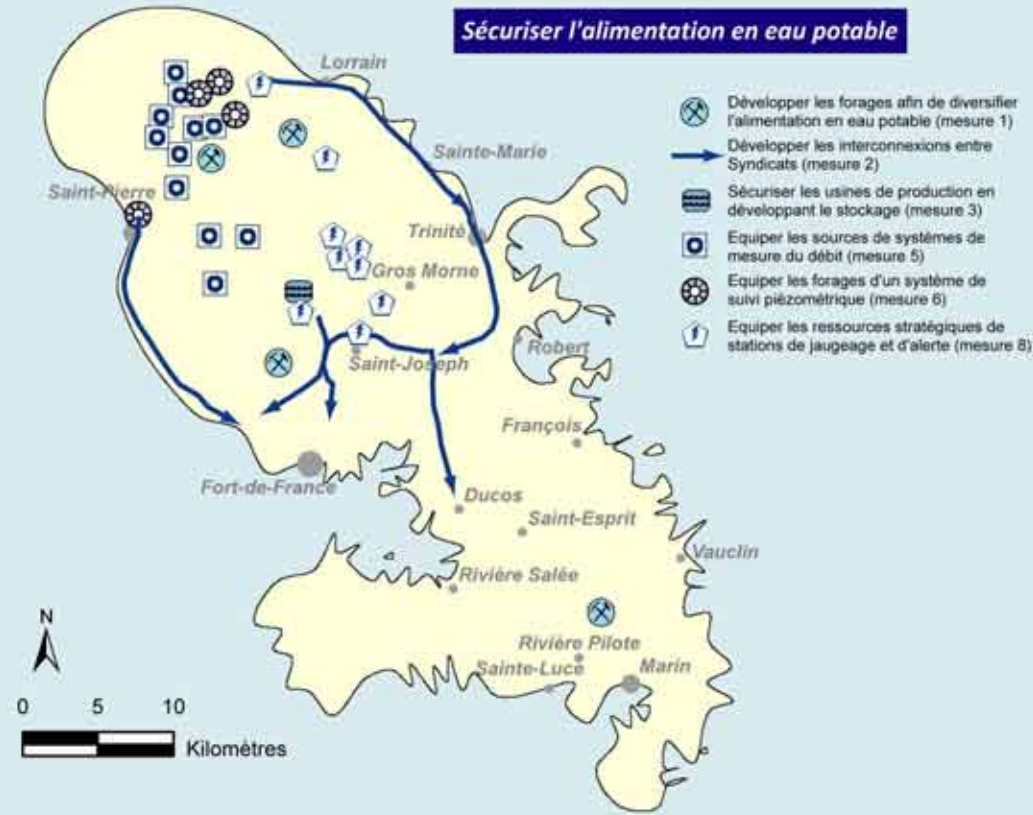 Sécuriser l'alimentation en eau potable
Lorrain
Sainte-Marie
Saint-Pierre
Trinité
Gros Morne
Robert
Saint-Joseph
François
Fort-de-France
Ducos
Saint-Esprit
Vauclin
Rivière Salée
Rivière Pilote
Sainte-Luce
Marin
Développer les forages afin de diversifier
l'alimentation en eau potable (mesure 1)
Développer les interconnexions entre
Syndicats (mesure 2)
Sécuriser les usines de production en
développant le stockage (mesure 3)
Equiper les sources de systèmes de
mesure du débit (mesure 5)
Equiper les forages d'un système de
suivi pièzométrique (mesure 6)
Equiper les ressources stratégiques de
stations de jaugeage et d'alerte (mesure 8)
N
0 5 10
Kilomètres